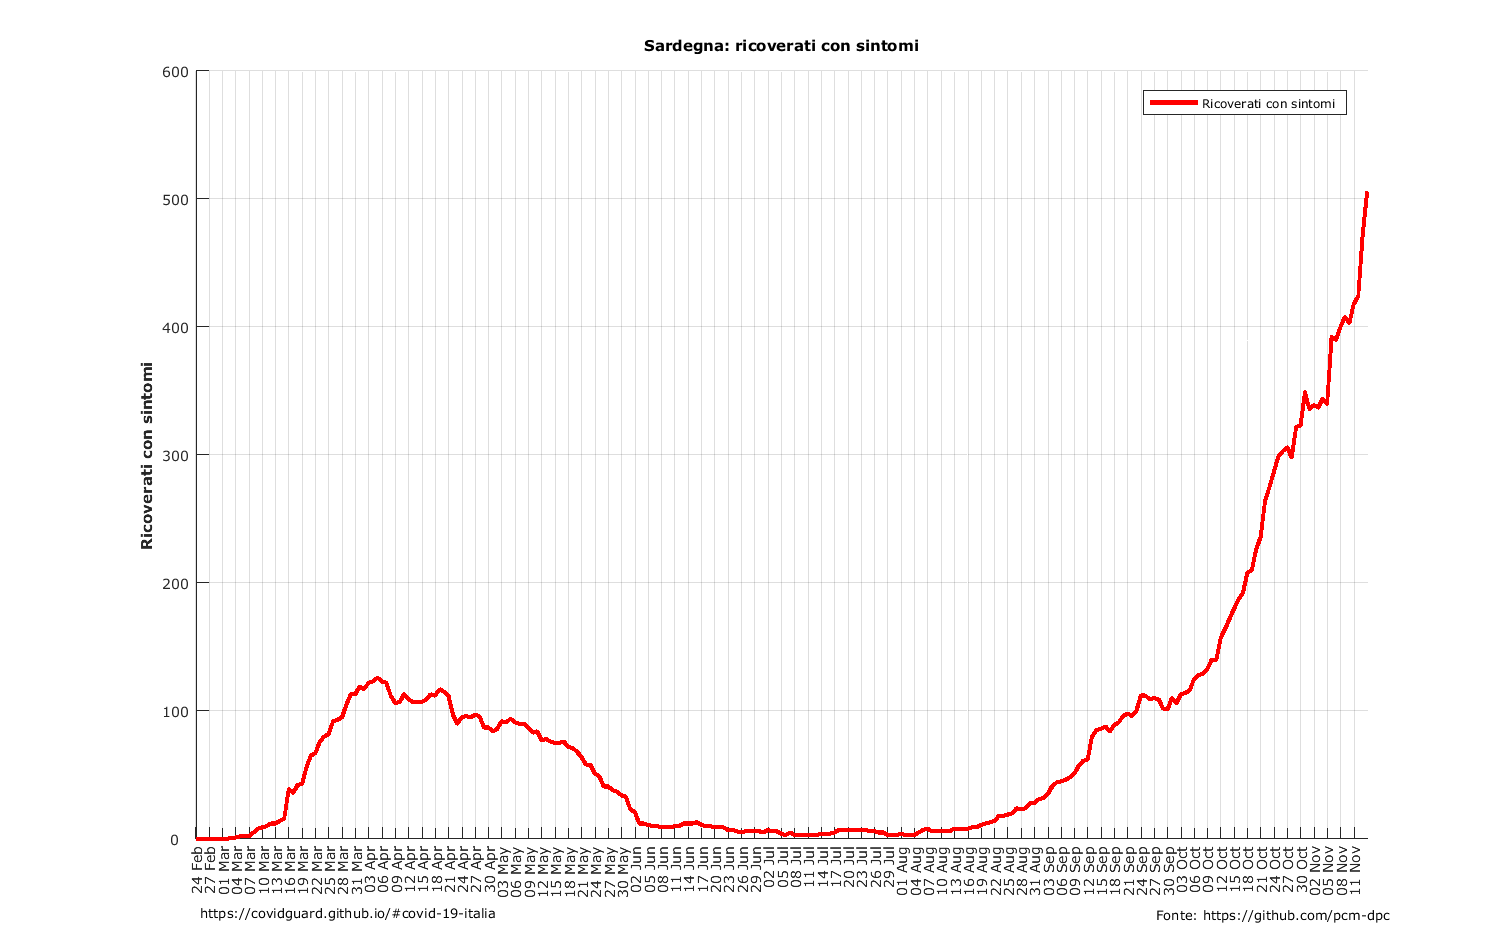 Sardegna: ricoverati con sintomi
600
500
400
300
200
100
0
Ricoverati con sintomi
Ricoverati con sintomi
24 Feb
27 Feb
01 Mar
04 Mar
07 Mar
10 Mar
13 Mar
16 Mar
19 Mar
22 Mar
25 Mar
28 Mar
31 Mar
03 Apr
06 Apr
09 Apr
12 Apr
15 Apr
18 Apr
21 Apr
24 Apr
27 Apr
30 Apr
03 May
06 May
09 May
12 May
15 May
18 May
21 May
24 May
27 May
30 May
02 Jun
05 Jun
08 Jun
11 Jun
14 Jun
17 Jun
20 Jun
23 Jun
26 Jun
29 Jun
02 Jul
05 Jul
08 Jul
11 Jul
14 Jul
17 Jul
20 Jul
23 Jul
26 Jul
29 Jul
01 Aug
04 Aug
07 Aug
10 Aug
13 Aug
16 Aug
19 Aug
22 Aug
25 Aug
28 Aug
31 Aug
03 Sep
06 Sep
09 Sep
12 Sep
15 Sep
18 Sep
21 Sep
24 Sep
27 Sep
30 Sep
03 Oct
06 Oct
09 Oct
12 Oct
15 Oct
18 Oct
21 Oct
24 Oct
27 Oct
30 Oct
02 Nov
05 Nov
08 Nov
11 Nov
https://covidguard.github.io/#covid-19-italia
Fonte: https://github.com/pcm-dpc